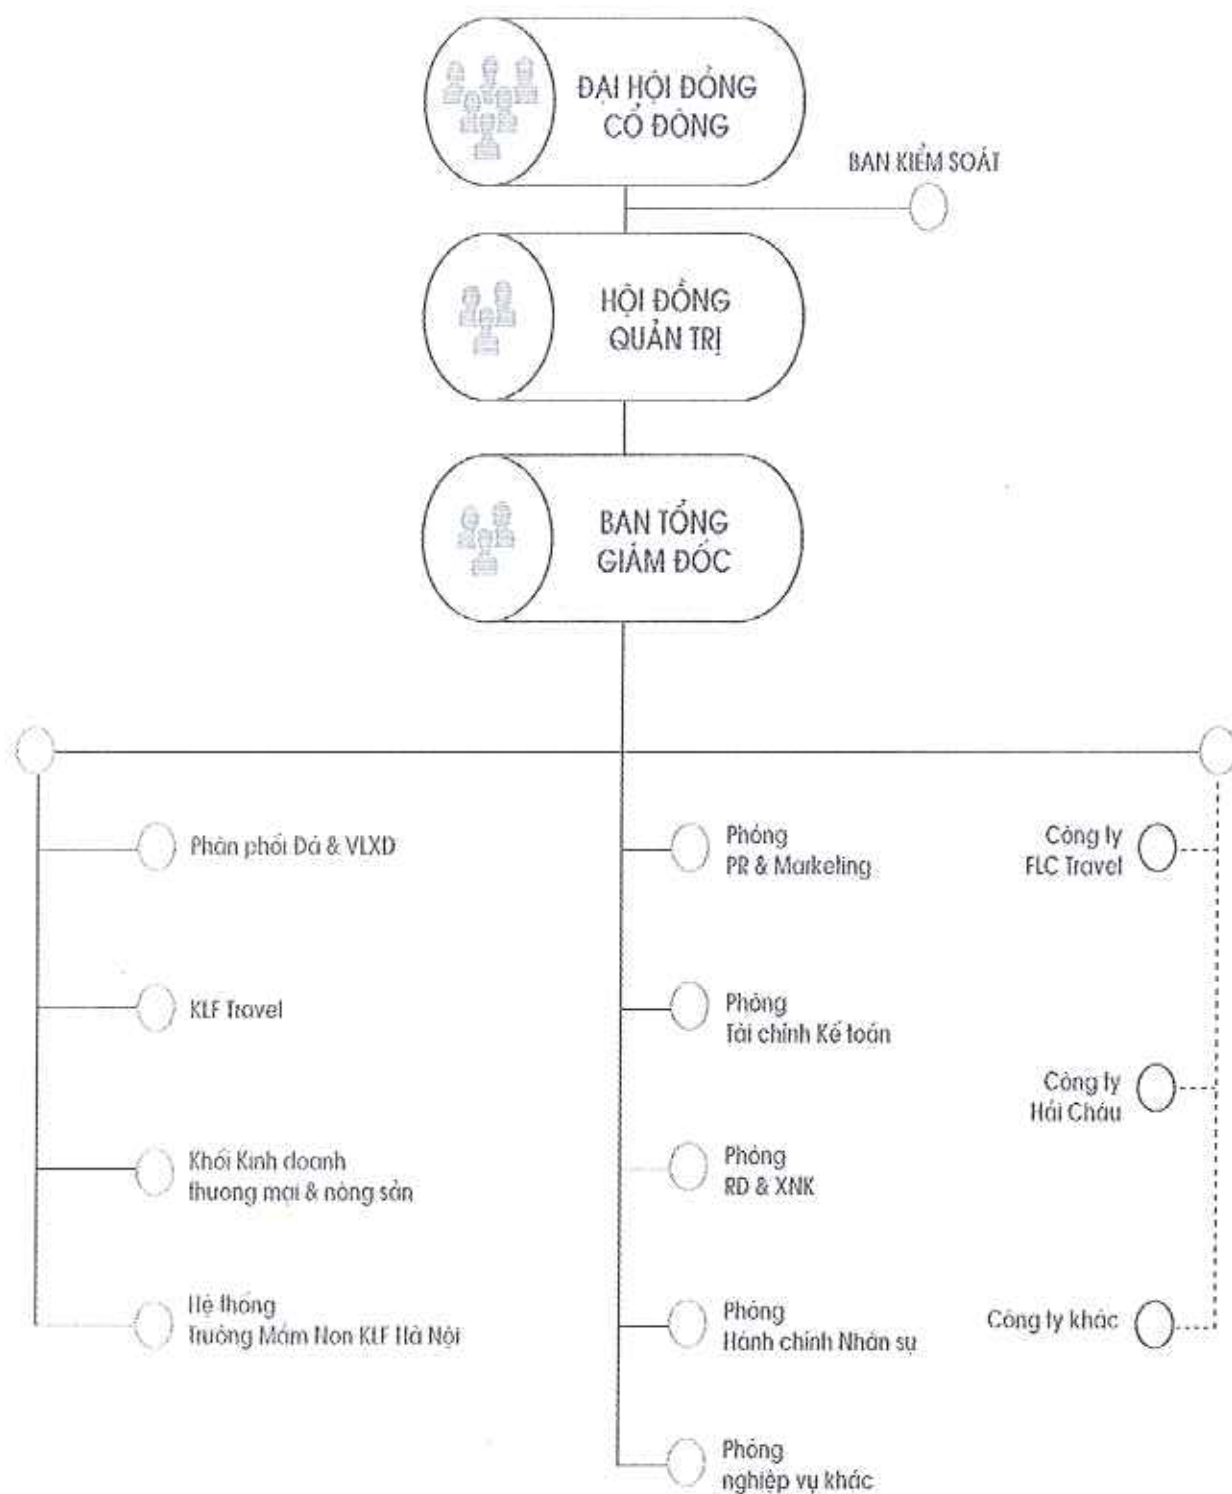 ĐẠI HỘI ĐỒNG
CỔ ĐÔNG
BAN KIỂM SOÁT
HỘI ĐỒNG
QUẢN TRỊ
BAN TỔNG
GIÁM ĐỐC
Phân phối Đá & VLXD
KLF Travel
Khối Kinh doanh
thương mại & nông sản
Hệ thống
Trường Mầm Non KLF Hà Nội
Phòng
PR & Marketing
Phòng
Tài chính Kế toán
Phòng
RD & XNK
Phòng
Hành chính Nhân sự
Phòng
nghiệp vụ khác
Công ty
FLC Travel
Công ty
Hải Châu
Công ty khác